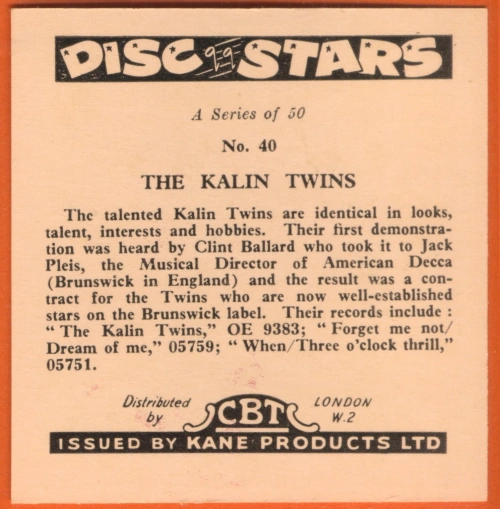 DISC STARS
A Series of 50
No. 40
THE KALIN TWINS
The talented Kalin Twins are identical in looks,
talent, interests and hobbies. Their first demonstra-
tion was heard by Clint Ballard who took it to Jack
Pleis, the Musical Director of American Decca
(Brunswick in England) and the result was a con-
tract for the Twins who are now well-established
stars on the Brunswick label. Their records include :
“ The Kalin Twins,” OE 9383; “ Forget me not/
Dream of me,” 05759; “ When/Three o'clock thrill,”
05751.
Distributed by CBT LONDON W.2
ISSUED BY KANE PRODUCTS LTD